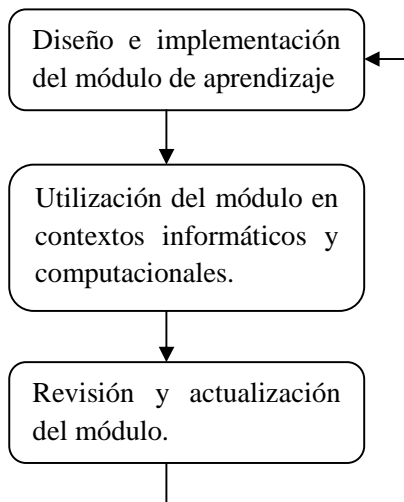 Diseño e implementación
del módulo de aprendizaje
Utilización del módulo en
contextos informáticos y
computacionales.
Revisión y actualización
del módulo.